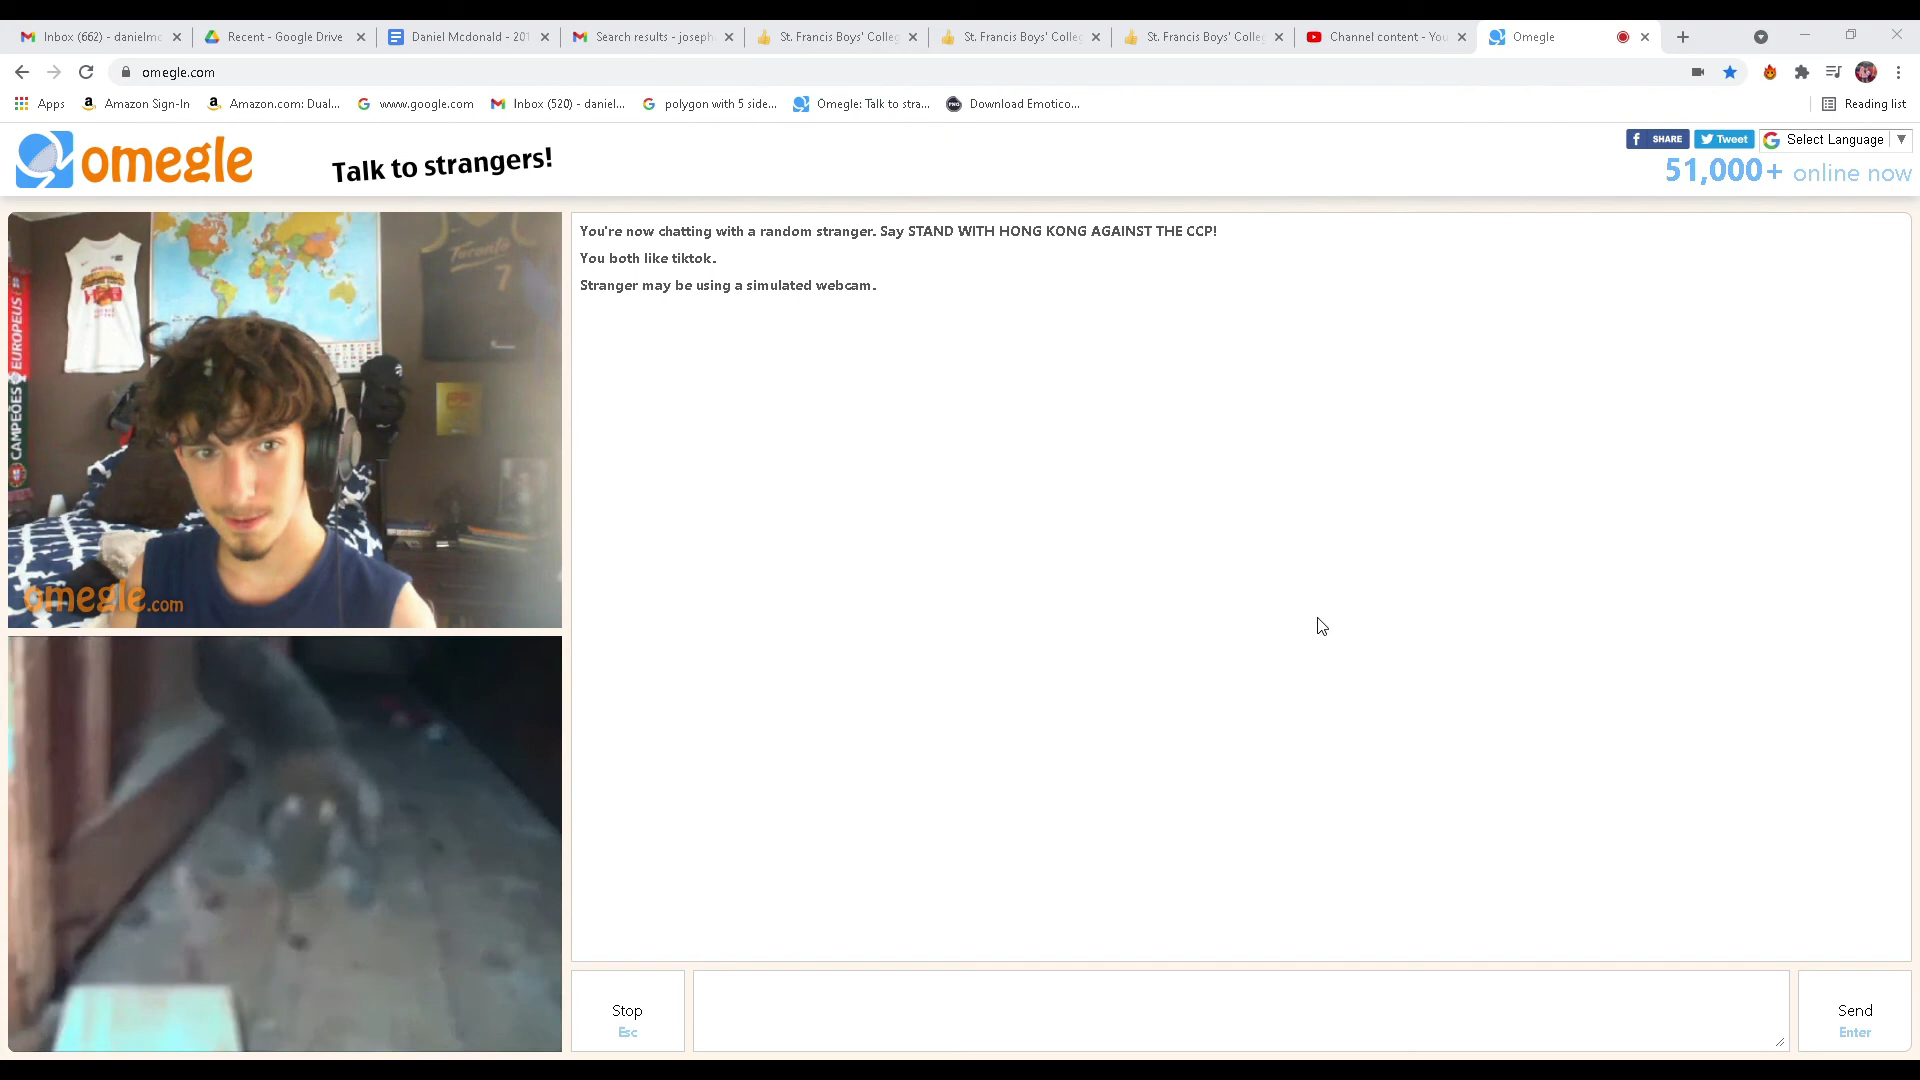 Inbox (662) - danielmc
Recent - Google Drive
Daniel Mcdonald - 201
Search results - joseph
St. Francis Boys' Colleg
St. Francis Boys' Colleg
St. Francis Boys' Colleg
Channel content - You
Omegle
omegle.com
Apps
Amazon Sign-In
Amazon.com: Dual...
www.google.com
Inbox (520) - daniel...
polygon with 5 side...
Omegle: Talk to stra...
Download Emotico...
Reading list
omegle
Talk to strangers!
SHARE
Tweet
Select Language
51,000+ online now
You're now chatting with a random stranger. Say STAND WITH HONG KONG AGAINST THE CCP!
You both like tiktok.
Stranger may be using a simulated webcam.
Toronto
7
CAMPEÕES EUROPEUS
omegle.com
Stop
Esc
Send
Enter